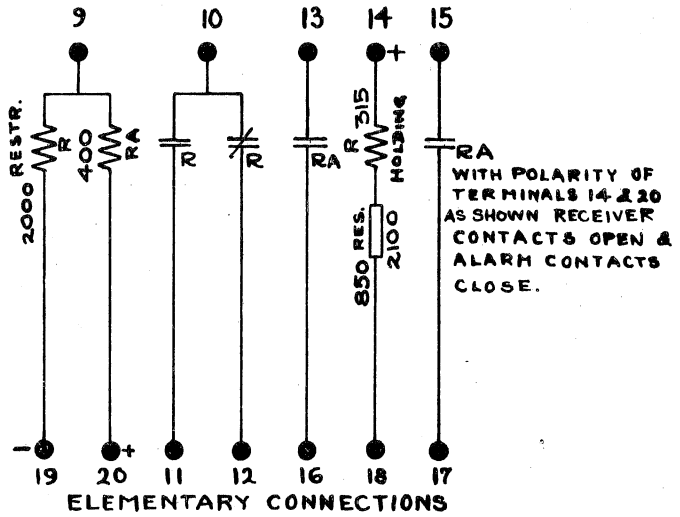 9 10 13 14 15
+
2000 RESTR.
R
400
RA
R
R
RA
R 315
HOLDING
850 RES.
2100
RA
WITH POLARITY OF
TERMINALS 14 & 20
AS SHOWN RECEIVER
CONTACTS OPEN &
ALARM CONTACTS
CLOSE.
- +
19 20 11 12 16 18 17
ELEMENTARY CONNECTIONS